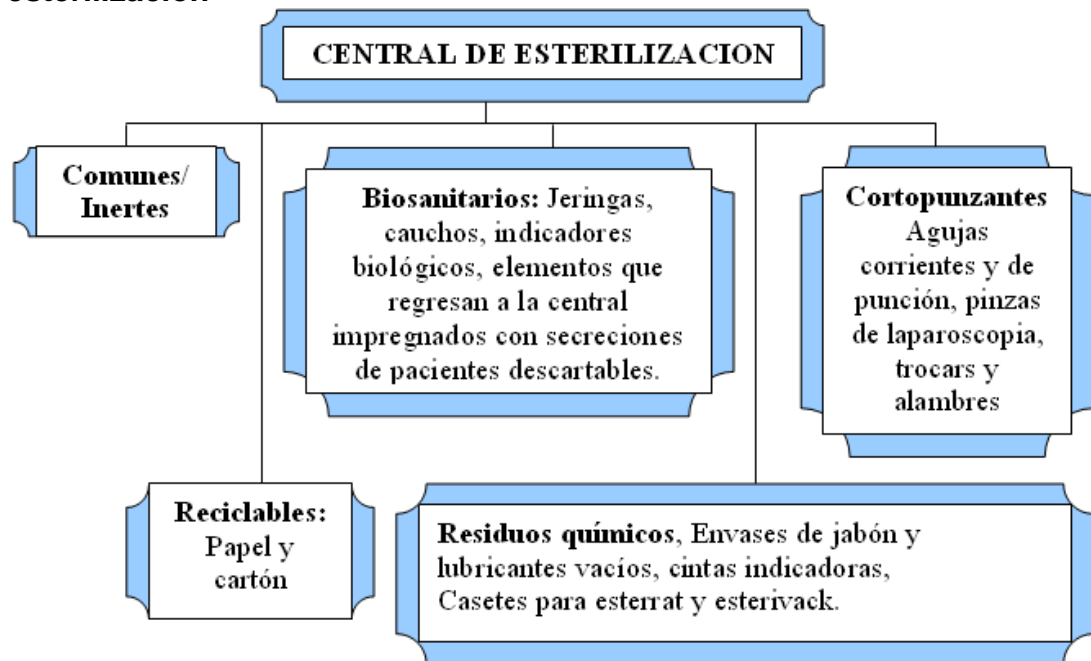 esterilización
CENTRAL DE ESTERILIZACION
Comunes/
Inertes
Biosanitarios: Jeringas,
cauchos, indicadores
biológicos, elementos que
regresan a la central
impregnados con secreciones
de pacientes descartables.
Cortopunzantes
Agujas
corrientes y de
punción, pinzas
de laparoscopia,
trocars y
alambres
Reciclables:
Papel y
cartón
Residuos químicos, Envases de jabón y
lubricantes vacíos, cintas indicadoras,
Casetes para esterrat y esterivack.